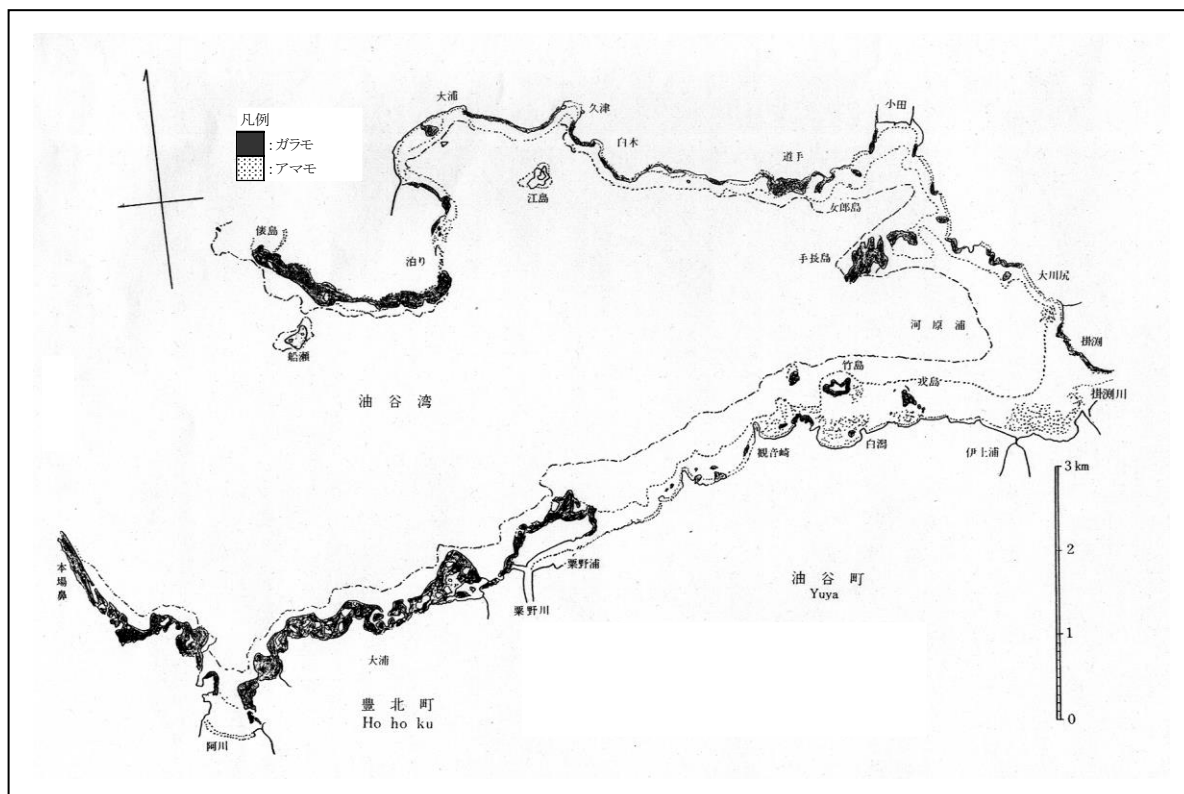 凡例
:ガラモ
:アマモ
大浦
久津
小田
白木
道下
江島
女郎島
俵島
泊り
手長島
大川尻
船瀬
河原浦
掛渕
竹島
油谷湾
戎島
掛渕川
観音崎
白潟
伊上浦
3km
2
1
0
本場鼻
粟野浦
油谷町
Yuya
粟野川
大浦
豊北町
Ho ho ku
阿川